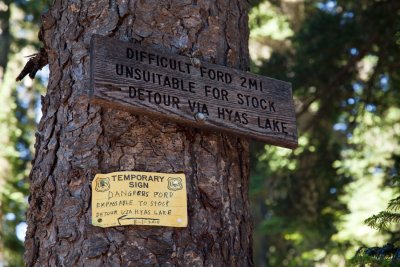 DIFFICULT FORD 2MI
UNSUITABLE FOR STOCK
DETOUR VIA HYAS LAKE
TEMPORARY
SIGN
DANGROUS FORD
IMPASSABLE TO STOCK
DETOUR VIA HYAS LAKE